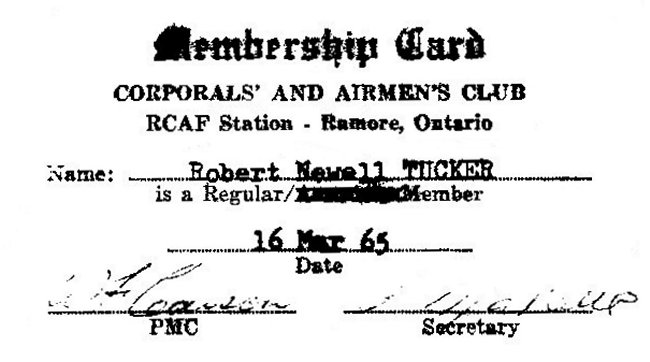 Membership Card
CORPORALS' AND AIRMEN'S CLUB
RCAF Station - Ramore, Ontario
Name: Robert Newell TUCKER
is a Regular/ Member
16 Mar 65
Date
PMC Secretary